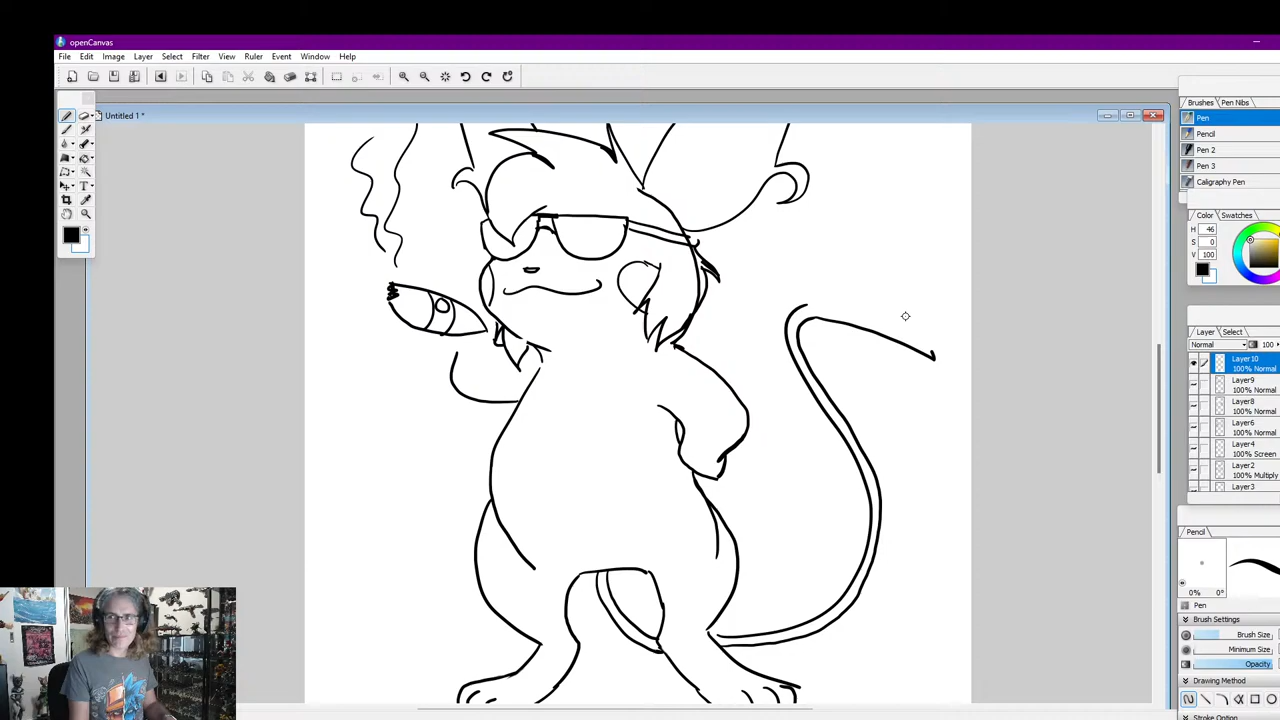 openCanvas
File Edit Image Layer Select Filter View Ruler Event Window Help
Untitled 1 *
Brushes Pen Nibs
Pen
Pencil
Pen 2
Pen 3
Caligraphy Pen
Color Swatches
H 46
S 0
V 100
Layer Select
Normal 100
Layer10
100% Normal
Layer9
100% Normal
Layer8
100% Normal
Layer6
100% Normal
Layer4
100% Screen
Layer2
100% Multiply
Layer3
Pencil
0% 0°
Pen
Brush Settings
Brush Size
Minimum Size
Opacity
Drawing Method
Stroke Option